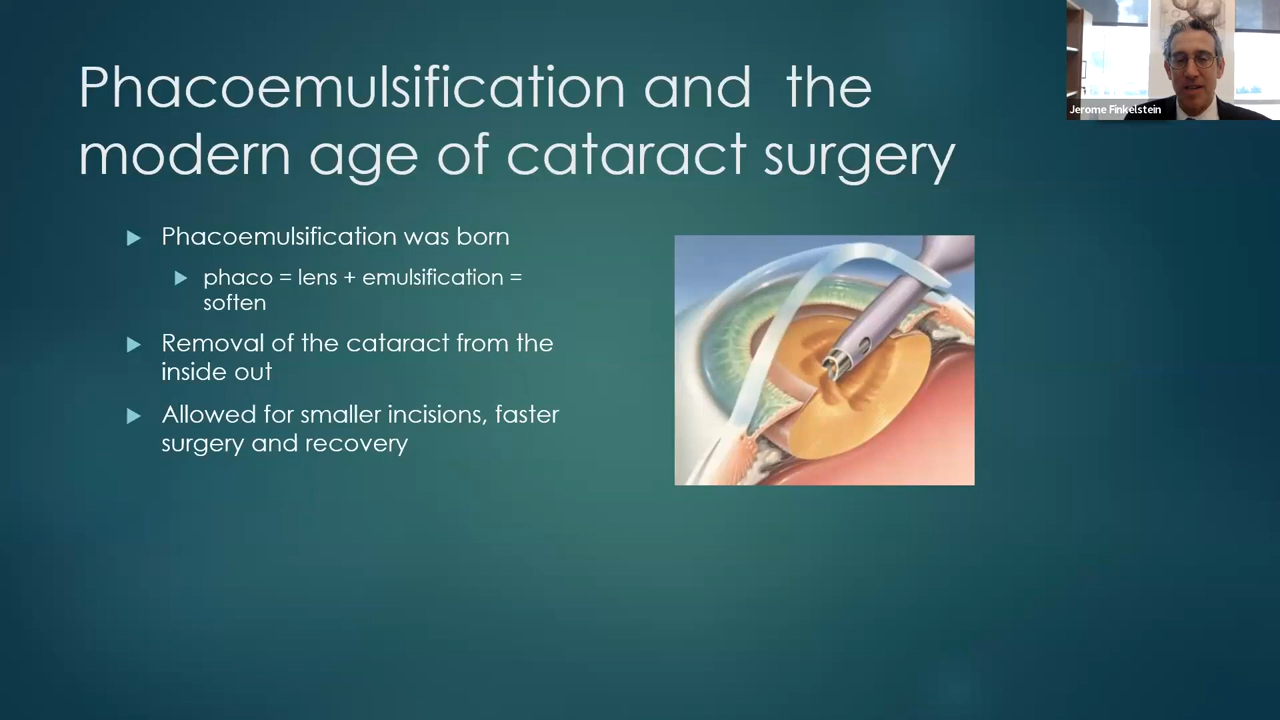 Phacoemulsification and the
modern age of cataract surgery
Jerome Finkelstein
Phacoemulsification was born
phaco = lens + emulsification =
soften
Removal of the cataract from the
inside out
Allowed for smaller incisions, faster
surgery and recovery